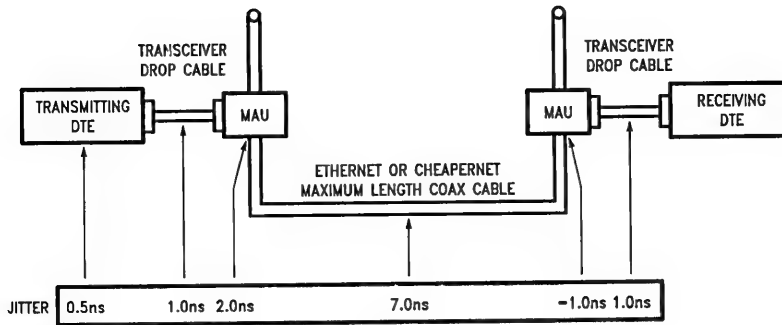 TRANSCEIVER
DROP CABLE
TRANSCEIVER
DROP CABLE
TRANSMITTING
DTE
MAU
MAU
RECEIVING
DTE
ETHERNET OR CHEAPERNET
MAXIMUM LENGTH COAX CABLE
JITTER 0.5ns 1.0ns 2.0ns 7.0ns -1.0ns 1.0ns